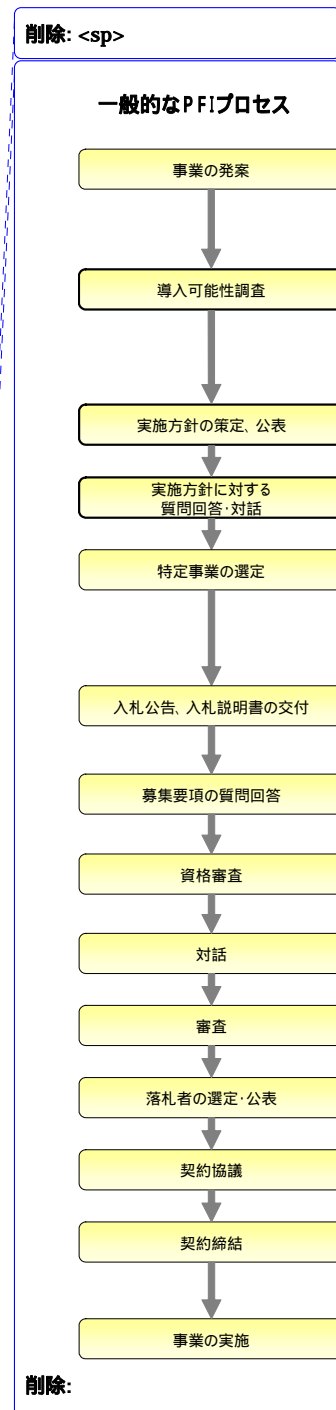 削除: <sp>
一般的なPFIプロセス
事業の発案
導入可能性調査
実施方針の策定、公表
実施方針に対する
質問回答・対話
特定事業の選定
入札公告、入札説明書の交付
募集要項の質問回答
資格審査
対話
審査
落札者の選定・公表
契約協議
契約締結
事業の実施
削除: